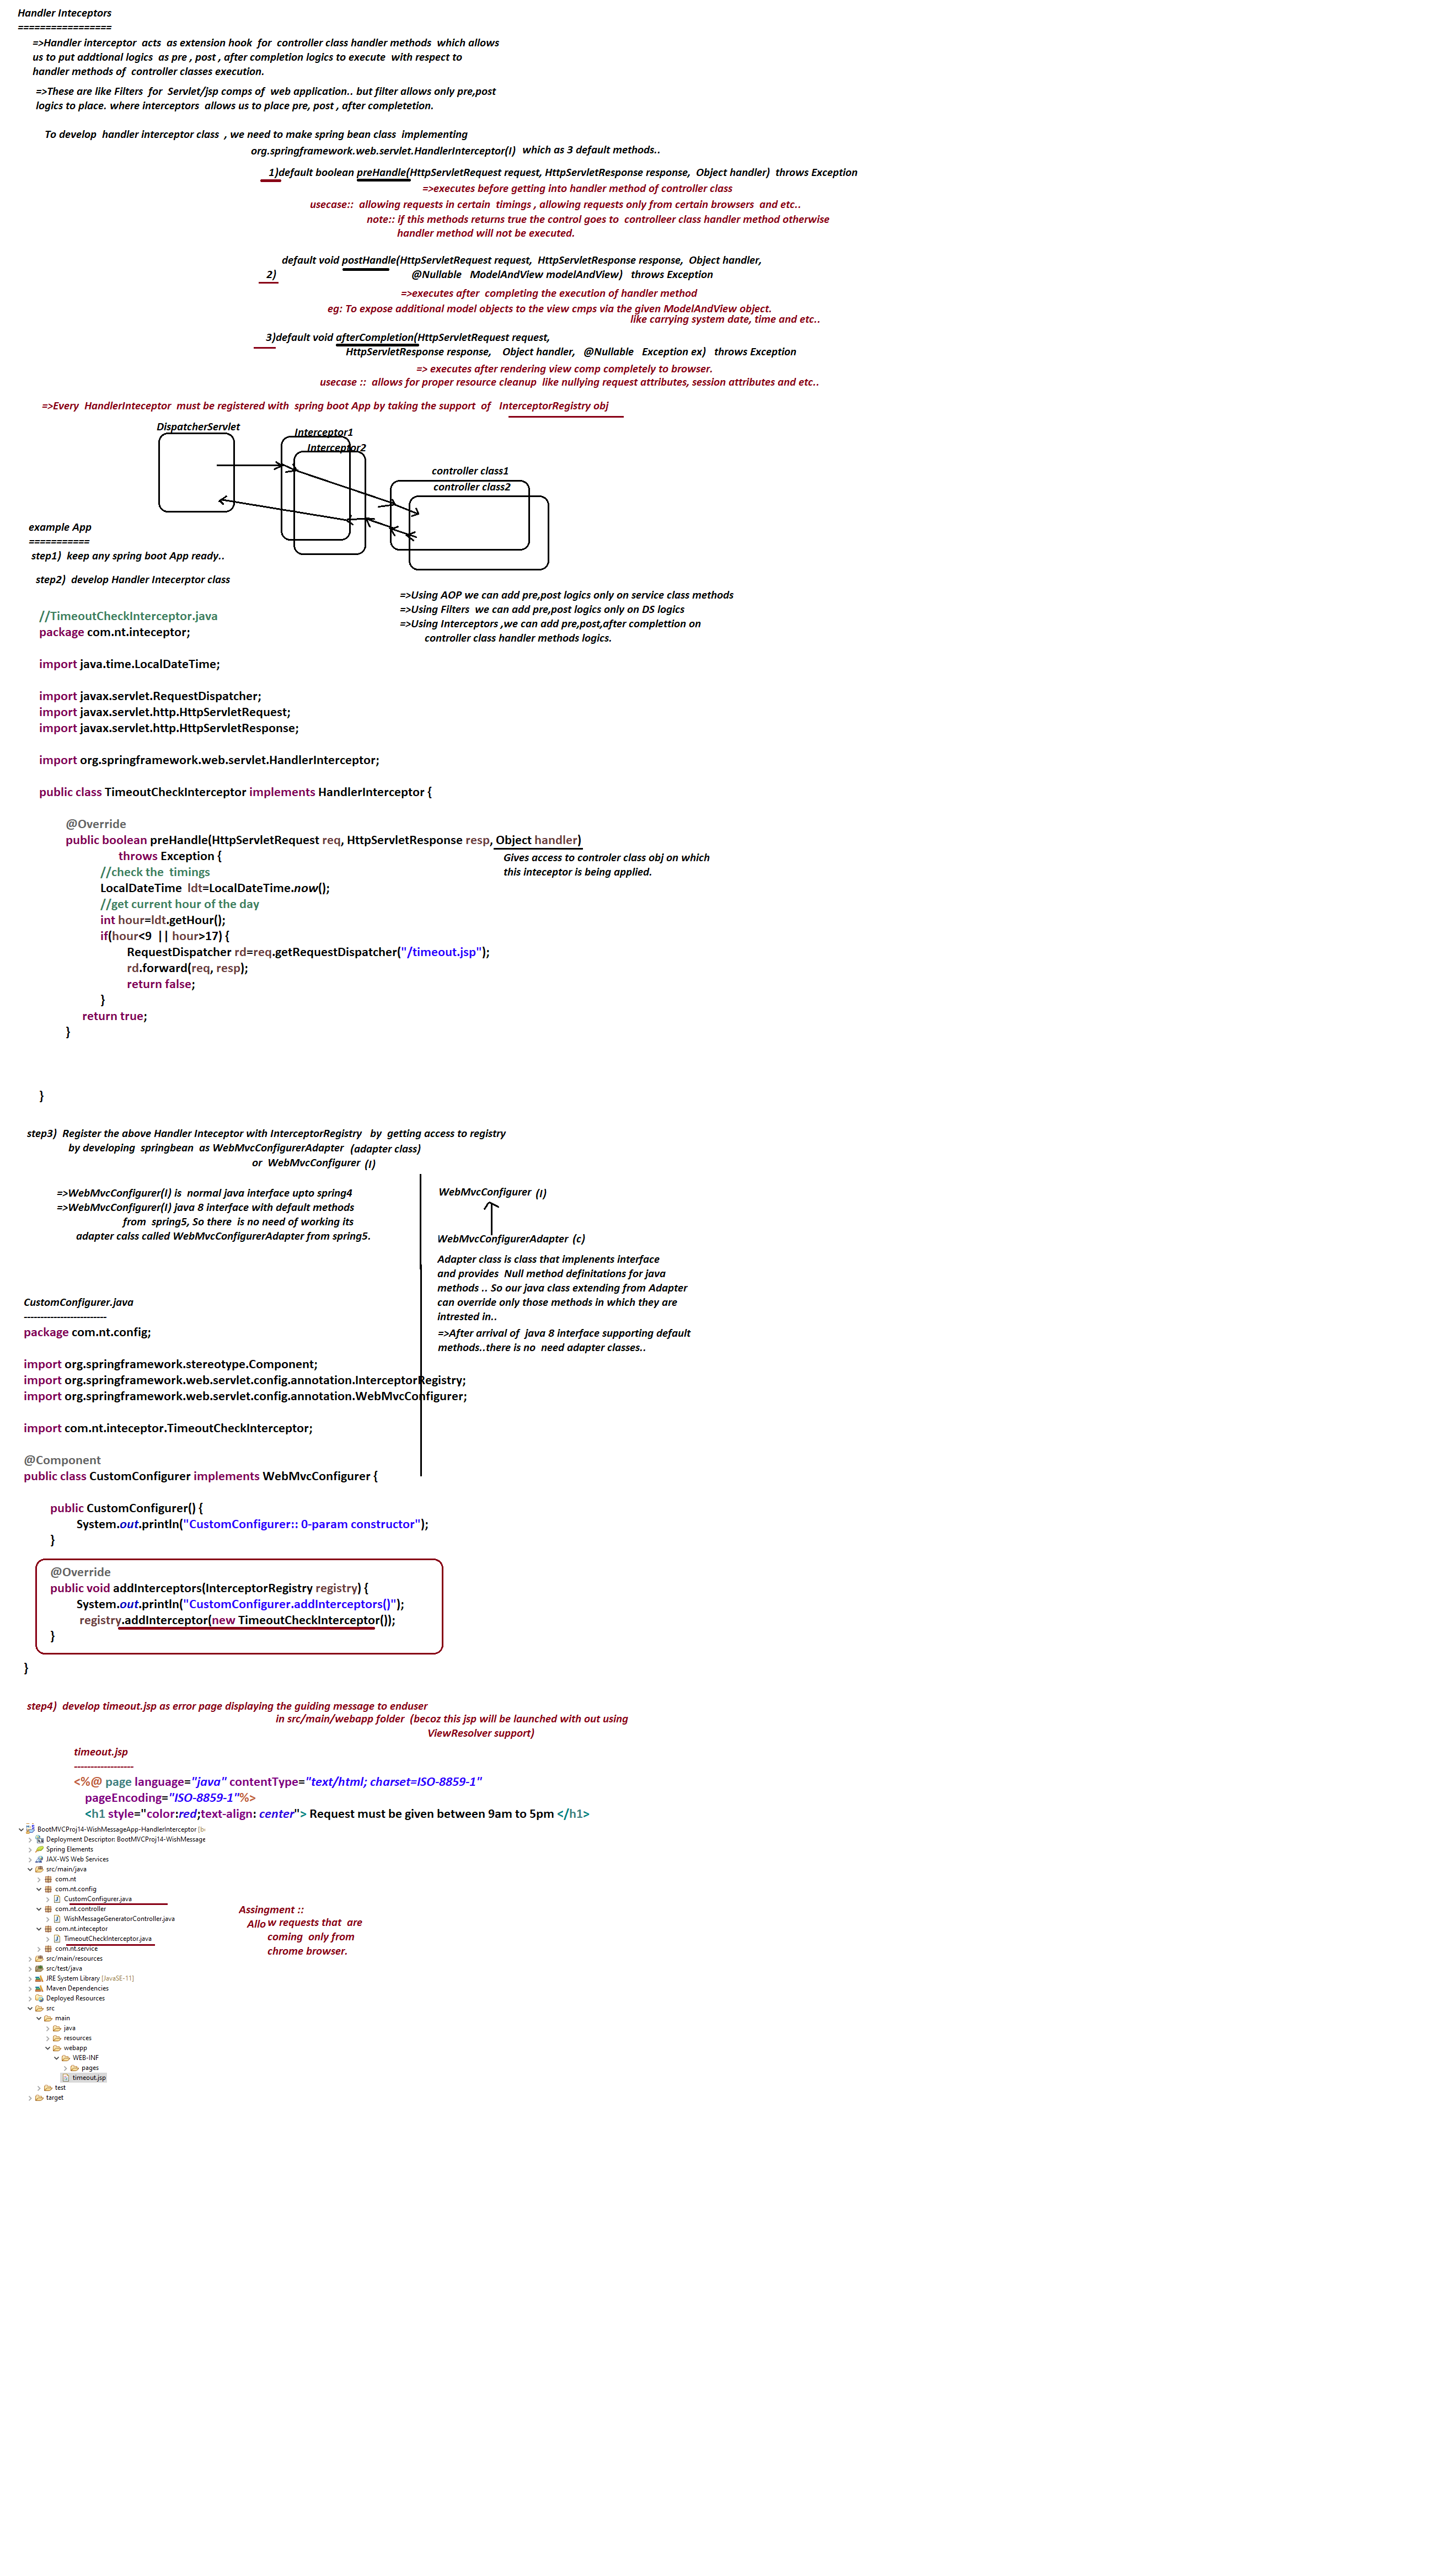 Handler Inteceptors
=================
=>Handler interceptor  acts  as extension hook  for  controller class handler methods  which allows
us to put addtional logics  as pre , post , after completion logics to execute  with respect to
handler methods of  controller classes execution.
=>These are like Filters  for  Servlet/jsp comps of  web application.. but filter allows only pre,post
logics to place. where interceptors  allows us to place pre, post , after completetion.
To develop  handler interceptor class  , we need to make spring bean class  implementing
org.springframework.web.servlet.HandlerInterceptor(I)  which as 3 default methods..
1)default boolean preHandle(HttpServletRequest request, HttpServletResponse response,  Object handler)  throws Exception
=>executes before getting into handler method of controller class
usecase::  allowing requests in certain  timings , allowing requests only from certain browsers  and etc..
note:: if this methods returns true the control goes to  controlleer class handler method otherwise
handler method will not be executed.
default void postHandle(HttpServletRequest request,  HttpServletResponse response, Object handler,
2)  @Nullable   ModelAndView modelAndView)   throws Exception
=>executes after  completing the execution of handler method
eg: To expose additional model objects to the view cmps via the given ModelAndView object.
like carrying system date, time and etc..
3)default void afterCompletion(HttpServletRequest request,
HttpServletResponse response,    Object handler,   @Nullable   Exception ex)   throws Exception
=> executes after rendering view comp completely to browser.
usecase ::  allows for proper resource cleanup  like nullying request attributes, session attributes and etc..
=>Every  HandlerInteceptor  must be registered with  spring boot App by taking the support  of   InterceptorRegistry obj
DispatcherServlet
Interceptor1
Interceptor2
controller class1
controller class2
example App
===========
step1)  keep any spring boot App ready..
step2)  develop Handler Intecerptor class
=>Using AOP we can add pre,post logics only on service class methods
=>Using Filters  we can add pre,post logics only on DS logics
=>Using Interceptors ,we can add pre,post,after complettion on
controller class handler methods logics.
//TimeoutCheckInterceptor.java
package com.nt.inteceptor;
import java.time.LocalDateTime;
import javax.servlet.RequestDispatcher;
import javax.servlet.http.HttpServletRequest;
import javax.servlet.http.HttpServletResponse;
import org.springframework.web.servlet.HandlerInterceptor;
public class TimeoutCheckInterceptor implements HandlerInterceptor {
@Override
public boolean preHandle(HttpServletRequest req, HttpServletResponse resp, Object handler)
throws Exception {
Gives access to controler class obj on which
this inteceptor is being applied.
//check the  timings
LocalDateTime  ldt=LocalDateTime.now();
//get current hour of the day
int hour=ldt.getHour();
if(hour<9  || hour>17) {
RequestDispatcher rd=req.getRequestDispatcher("/timeout.jsp");
rd.forward(req, resp);
return false;
}
return true;
}
}
step3)  Register the above Handler Inteceptor with InterceptorRegistry   by  getting access to registry
by developing  springbean  as WebMvcConfigurerAdapter  (adapter class)
or  WebMvcConfigurer (I)
=>WebMvcConfigurer(I) is  normal java interface upto spring4
=>WebMvcConfigurer(I) java 8 interface with default methods
from  spring5, So there  is no need of working its
adapter calss called WebMvcConfigurerAdapter from spring5.
WebMvcConfigurer (I)
WebMvcConfigurerAdapter (c)
Adapter class is class that implenents interface
and provides  Null method definitations for java
methods .. So our java class extending from Adapter
can override only those methods in which they are
intrested in..
=>After arrival of  java 8 interface supporting default
methods..there is no  need adapter classes..
CustomConfigurer.java
-------------------------
package com.nt.config;
import org.springframework.stereotype.Component;
import org.springframework.web.servlet.config.annotation.InterceptorRegistry;
import org.springframework.web.servlet.config.annotation.WebMvcConfigurer;
import com.nt.inteceptor.TimeoutCheckInterceptor;
@Component
public class CustomConfigurer implements WebMvcConfigurer {
public CustomConfigurer() {
System.out.println("CustomConfigurer:: 0-param constructor");
}
@Override
public void addInterceptors(InterceptorRegistry registry) {
System.out.println("CustomConfigurer.addInterceptors()");
registry.addInterceptor(new TimeoutCheckInterceptor());
}
}
step4)  develop timeout.jsp as error page displaying the guiding message to enduser
in src/main/webapp folder  (becoz this jsp will be launched with out using
ViewResolver support)
timeout.jsp
------------------
<%@ page language="java" contentType="text/html; charset=ISO-8859-1"
pageEncoding="ISO-8859-1"%>
<h1 style="color:red;text-align: center"> Request must be given between 9am to 5pm </h1>
BootMVCProj14-WishMessageApp-HandlerInterceptor
Deployment Descriptor: BootMVCProj14-WishMessage
Spring Elements
JAX-WS Web Services
src/main/java
com.nt
com.nt.config
CustomConfigurer.java
com.nt.controller
WishMessageGeneratorController.java
com.nt.inteceptor
TimeoutCheckInterceptor.java
com.nt.service
src/main/resources
src/test/java
JRE System Library [JavaSE-11]
Maven Dependencies
Deployed Resources
src
main
java
resources
webapp
WEB-INF
pages
timeout.jsp
test
target
Assingment ::
Allow requests that  are
coming  only from
chrome browser.